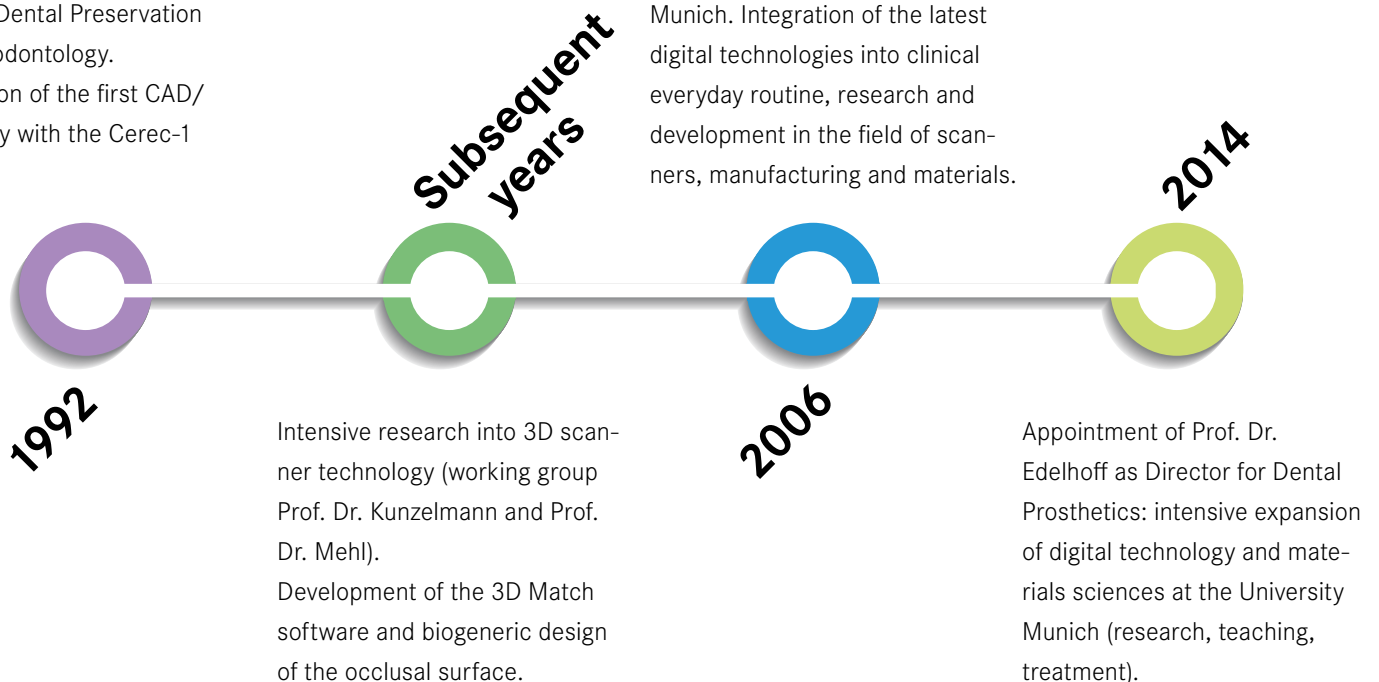 Dental Preservation
odontology.
on of the first CAD/
y with the Cerec-1
1992
Subsequent
years
Intensive research into 3D scan-
ner technology (working group
Prof. Dr. Kunzelmann and Prof.
Dr. Mehl).
Development of the 3D Match
software and biogeneric design
of the occlusal surface.
Munich. Integration of the latest
digital technologies into clinical
everyday routine, research and
development in the field of scan-
ners, manufacturing and materials.
2006
2014
Appointment of Prof. Dr.
Edelhoff as Director for Dental
Prosthetics: intensive expansion
of digital technology and mate-
rials sciences at the University
Munich (research, teaching,
treatment).